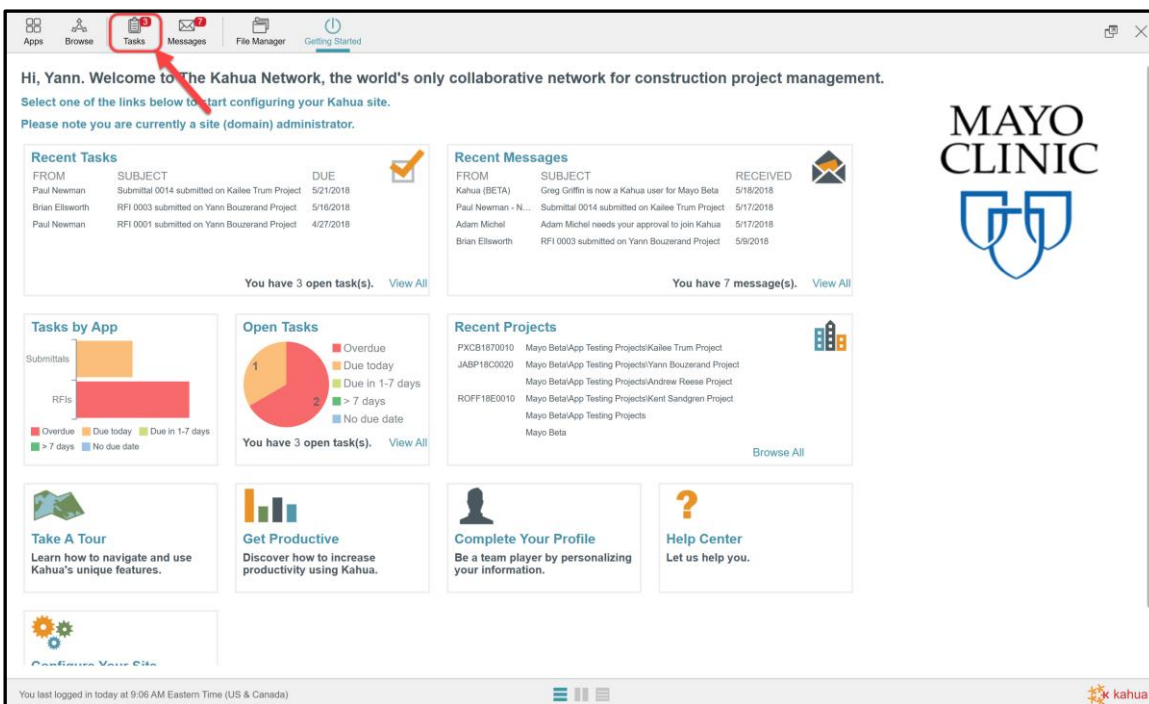 3
7
Apps
Browse
Tasks
Messages
File Manager
Getting Started
Hi, Yann. Welcome to The Kahua Network, the world's only collaborative network for construction project management.
Select one of the links below to start configuring your Kahua site.
Please note you are currently a site (domain) administrator.
MAYO
CLINIC
Recent Tasks
FROM SUBJECT DUE
Paul Newman Submittal 0014 submitted on Kailee Trum Project 5/21/2018
Brian Ellsworth RFI 0003 submitted on Yann Bouzerand Project 5/16/2018
Paul Newman RFI 0001 submitted on Yann Bouzerand Project 4/27/2018
You have 3 open task(s). View All
Recent Messages
FROM SUBJECT RECEIVED
Kahua (BETA) Greg Griffin is now a Kahua user for Mayo Beta 5/18/2018
Paul Newman - N... Submittal 0014 submitted on Kailee Trum Project 5/17/2018
Adam Michel Adam Michel needs your approval to join Kahua 5/17/2018
Brian Ellsworth RFI 0003 submitted on Yann Bouzerand Project 5/9/2018
You have 7 message(s). View All
Tasks by App
Submittals
RFIs
Overdue Due today Due in 1-7 days
> 7 days No due date
Open Tasks
1
2
Overdue
Due today
Due in 1-7 days
> 7 days
No due date
You have 3 open task(s). View All
Recent Projects
PXCB1870010 Mayo Beta\App Testing Projects\Kailee Trum Project
JABP18C0020 Mayo Beta\App Testing Projects\Yann Bouzerand Project
Mayo Beta\App Testing Projects\Andrew Reese Project
ROFF18E0010 Mayo Beta\App Testing Projects\Kent Sandgren Project
Mayo Beta\App Testing Projects
Mayo Beta
Browse All
Take A Tour
Learn how to navigate and use
Kahua's unique features.
Get Productive
Discover how to increase
productivity using Kahua.
Complete Your Profile
Be a team player by personalizing
your information.
?
Help Center
Let us help you.
Configure Your Site
You last logged in today at 9:06 AM Eastern Time (US & Canada)
kahua